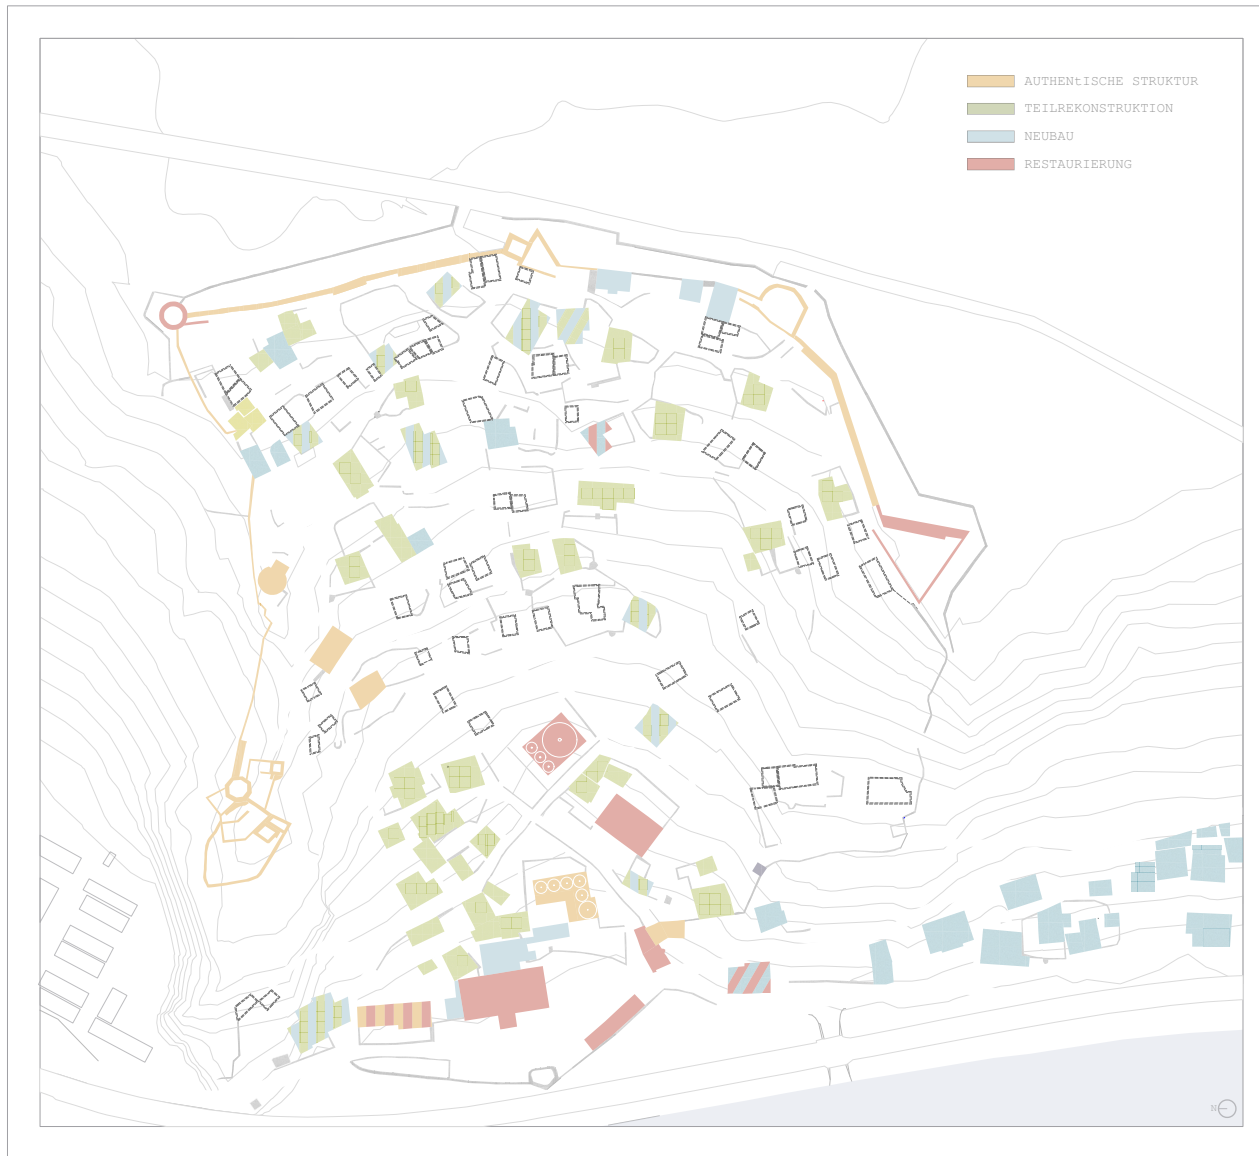 AUTHENtISCHE STRUKTUR
TEILREKONSTRUKTION
NEUBAU
RESTAURIERUNG
N